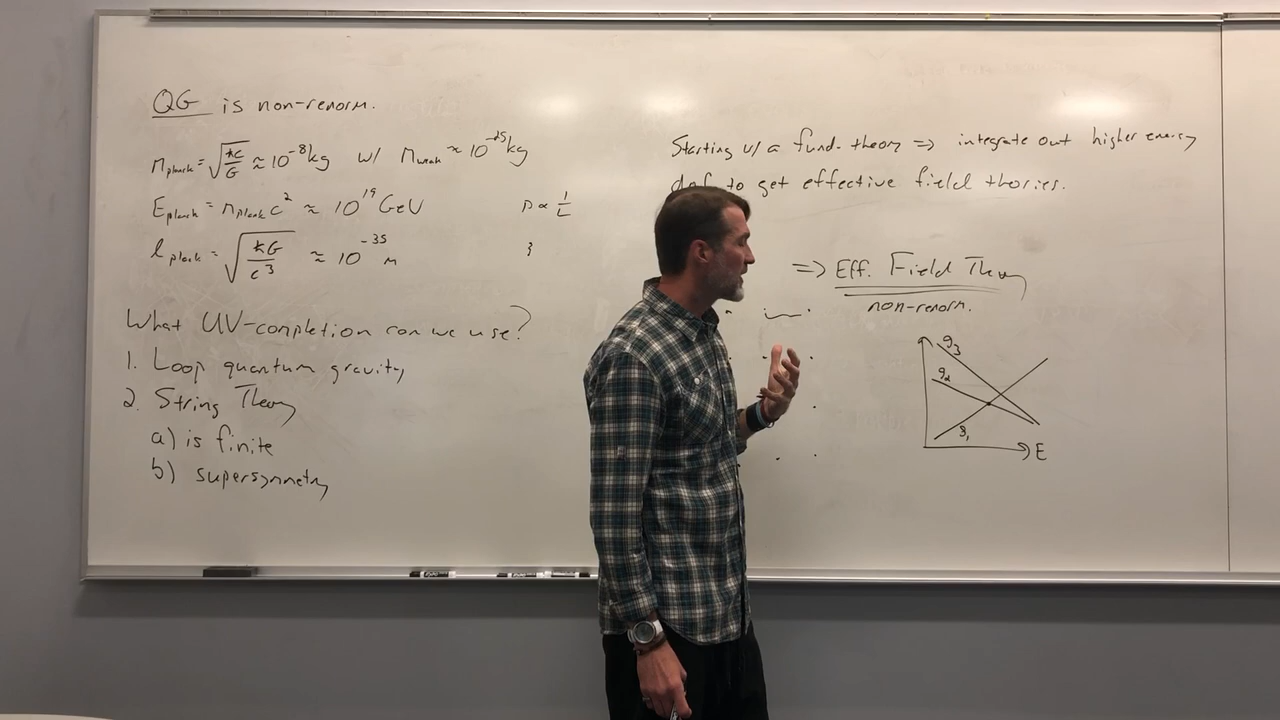 QG is non-renorm.
m_planck = √(ħc/G) ≈ 10^-8 kg w/ m_weak ≈ 10^-25 kg
E_planck = m_planck c² ≈ 10^19 GeV
p ∝ 1/L
l_planck = √(ħG/c³) ≈ 10^-35 m
What UV-completion can we use?
1. Loop quantum gravity
2. String Theory
a) is finite
b) supersymmetry
Starting w/ a fund. theory => integrate out higher energy
d.o.f. to get effective field theories.
=> Eff. Field Theory
non-renorm.
g3
g2
g1
E